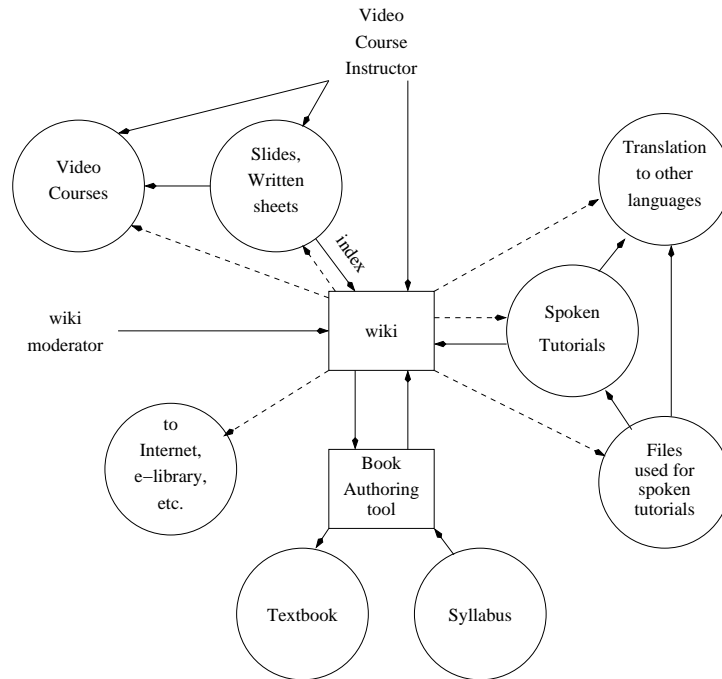 Video
Course
Instructor
Video
Courses
Slides,
Written
sheets
Translation
to other
languages
index
wiki
moderator
wiki
Spoken
Tutorials
to
Internet,
e−library,
etc.
Book
Authoring
tool
Files
used for
spoken
tutorials
Textbook
Syllabus